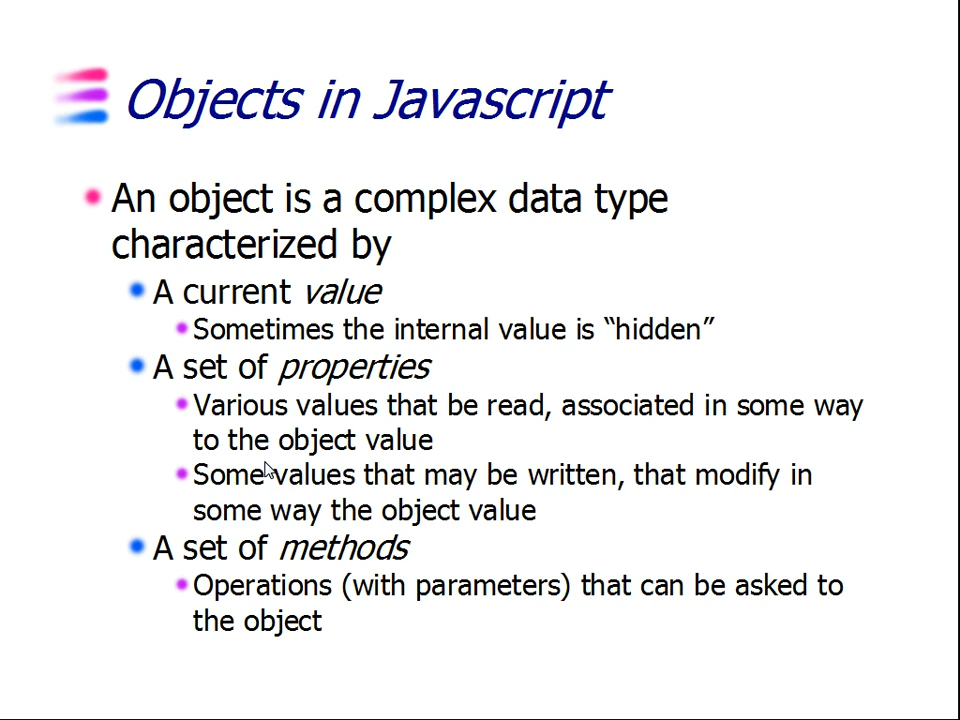 Objects in Javascript
An object is a complex data type
characterized by
A current value
Sometimes the internal value is “hidden”
A set of properties
Various values that be read, associated in some way
to the object value
Some values that may be written, that modify in
some way the object value
A set of methods
Operations (with parameters) that can be asked to
the object